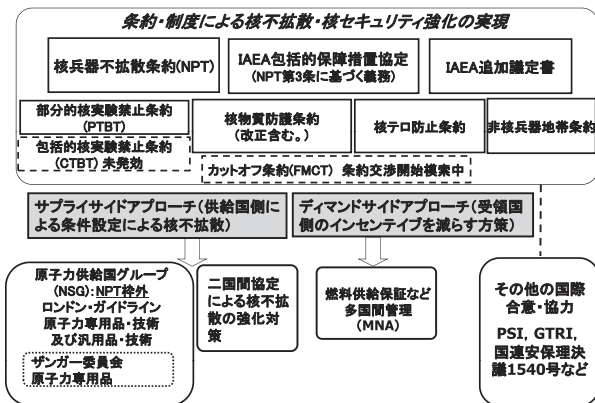 条約・制度による核不拡散・核セキュリティ強化の実現
核兵器不拡散条約(NPT)
IAEA包括的保障措置協定
(NPT第3条に基づく義務)
IAEA追加議定書
部分的核実験禁止条約
(PTBT)
包括的核実験禁止条約
(CTBT) 未発効
核物質防護条約
(改正含む。)
核テロ防止条約
非核兵器地帯条約
カットオフ条約(FMCT) 条約交渉開始模索中
サプライサイドアプローチ(供給国側
による条件設定による核不拡散)
ディマンドサイドアプローチ(受領国
側のインセンティブを減らす方策)
原子力供給国グループ
(NSG):NPT枠外
ロンドン・ガイドライン
原子力専用品・技術
及び汎用品・技術
ザンガー委員会
原子力専用品
二国間協定
による核不拡
散の強化対
策
燃料供給保証など
多国間管理
(MNA)
その他の国際
合意・協力
PSI, GTRI,
国連安保理決
議1540号など